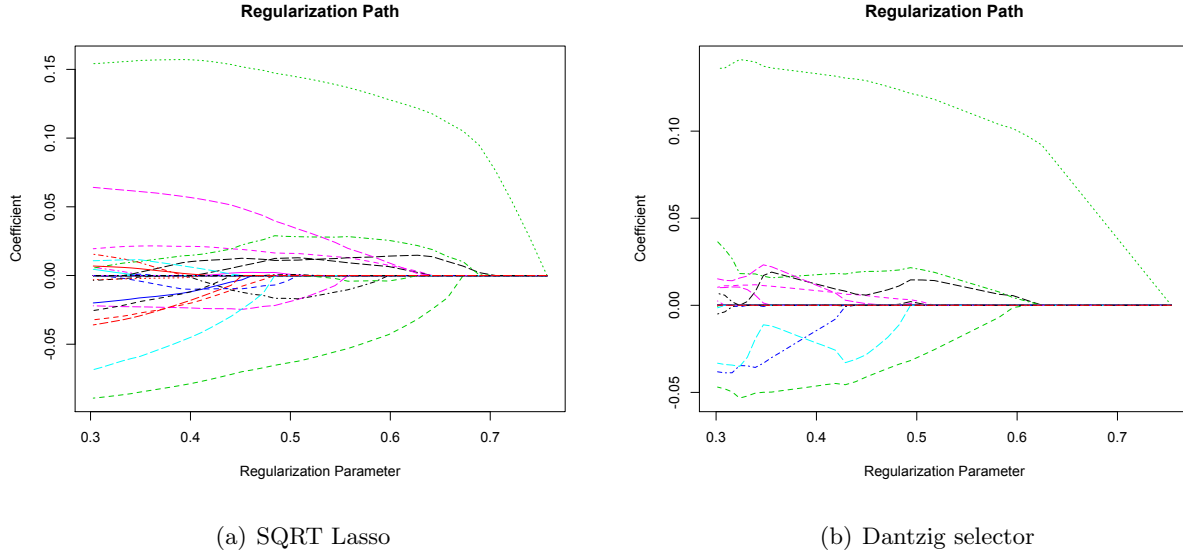 Regularization Path
0.15
0.10
0.05
0.00
-0.05
Coefficient
0.3 0.4 0.5 0.6 0.7
Regularization Parameter
(a) SQRT Lasso
Regularization Path
0.10
0.05
0.00
-0.05
Coefficient
0.3 0.4 0.5 0.6 0.7
Regularization Parameter
(b) Dantzig selector